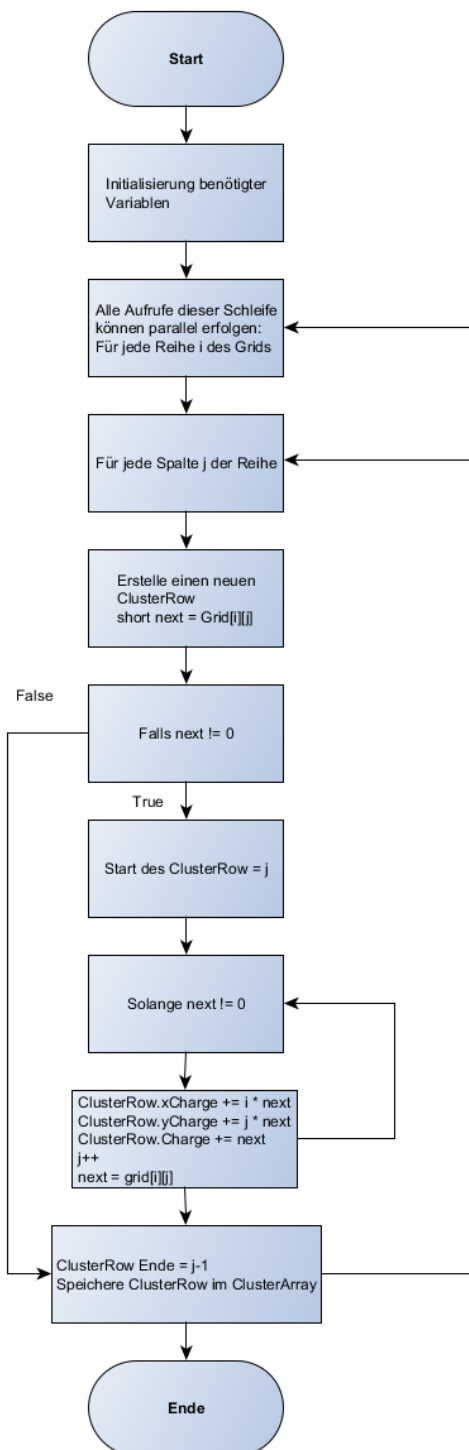 Start
Initialisierung benötigter
Variablen
Alle Aufrufe dieser Schleife
können parallel erfolgen:
Für jede Reihe i des Grids
Für jede Spalte j der Reihe
Erstelle einen neuen
ClusterRow
short next = Grid[i][j]
False
Falls next != 0
True
Start des ClusterRow = j
Solange next != 0
ClusterRow.xCharge += i * next
ClusterRow.yCharge += j * next
ClusterRow.Charge += next
j++
next = grid[i][j]
ClusterRow Ende = j-1
Speichere ClusterRow im ClusterArray
Ende